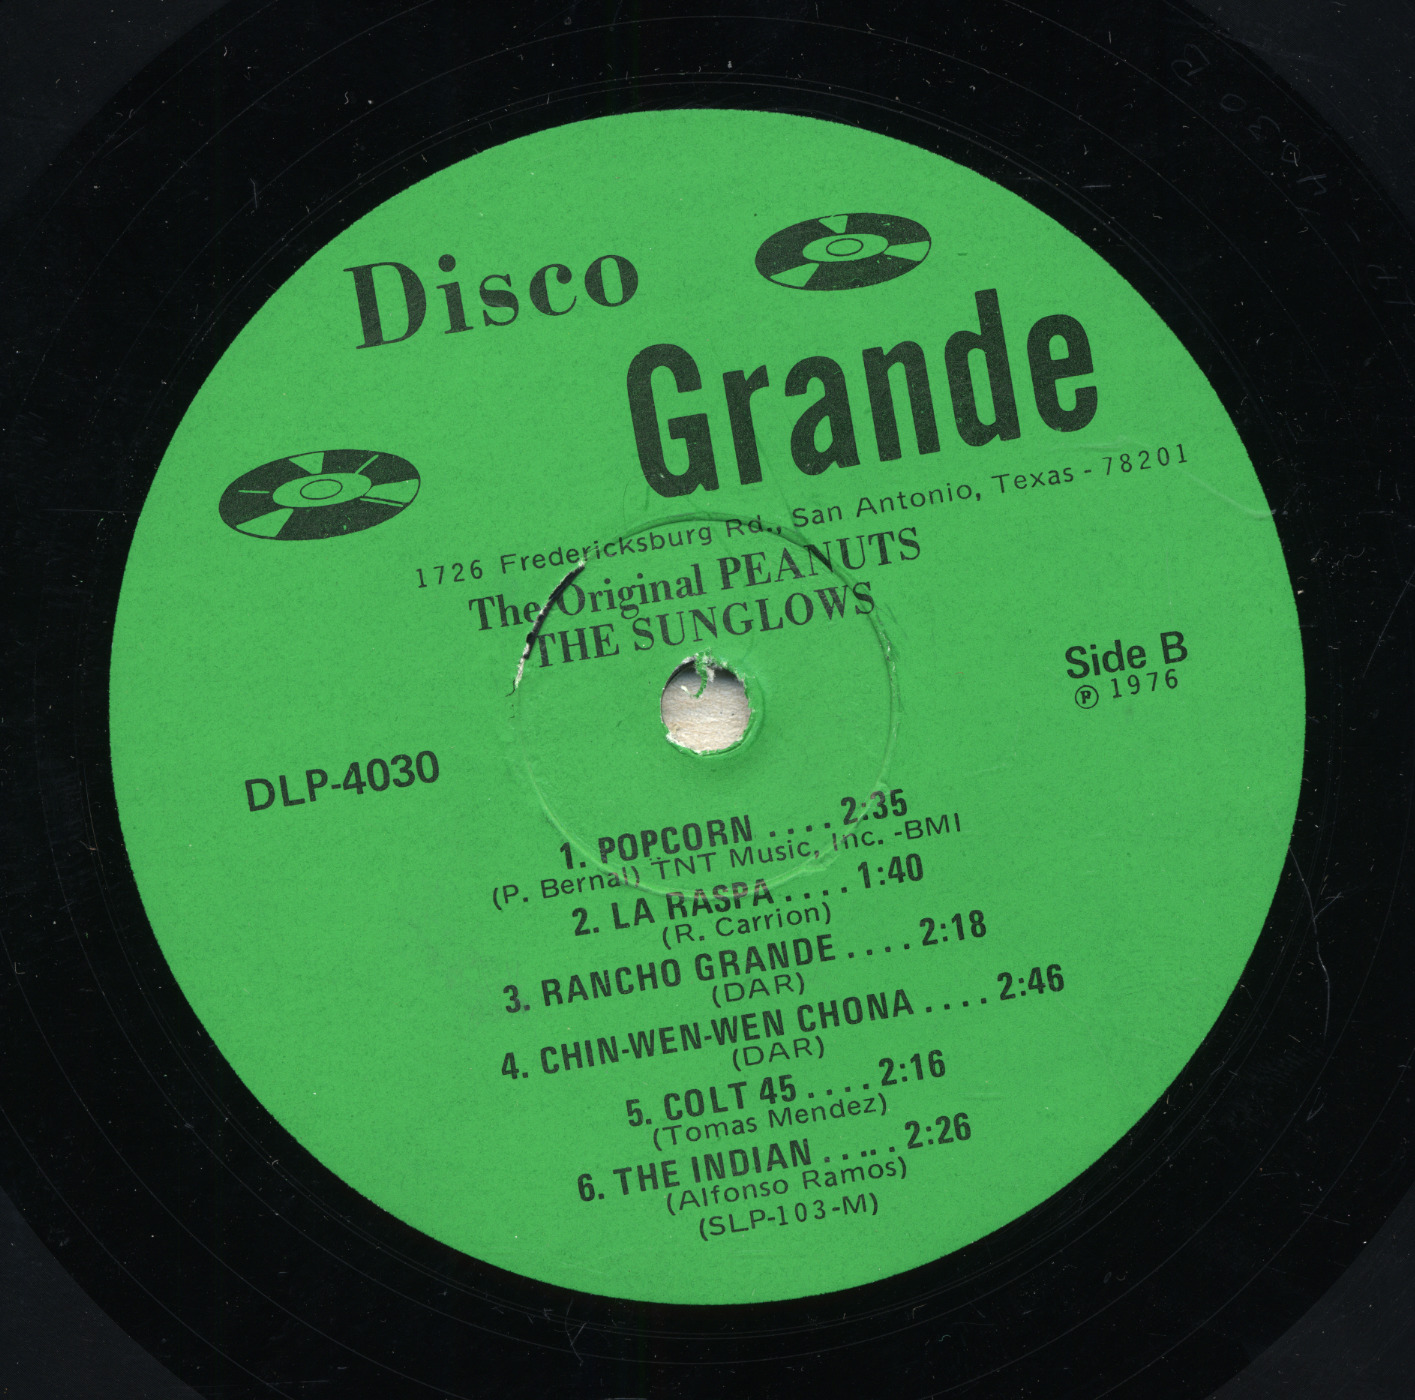 Disco
Grande
1726 Fredericksburg Rd., San Antonio, Texas - 78201
The Original PEANUTS
THE SUNGLOWS
Side B
Ⓟ 1976
DLP-4030
1. POPCORN .... 2:35
(P. Bernal) TNT Music, Inc. -BMI
2. LA RASPA .... 1:40
(R. Carrion)
3. RANCHO GRANDE .... 2:18
(DAR)
4. CHIN-WEN-WEN CHONA .... 2:46
(DAR)
5. COLT 45 .... 2:16
(Tomas Mendez)
6. THE INDIAN ..... 2:26
(Alfonso Ramos)
(SLP-103-M)